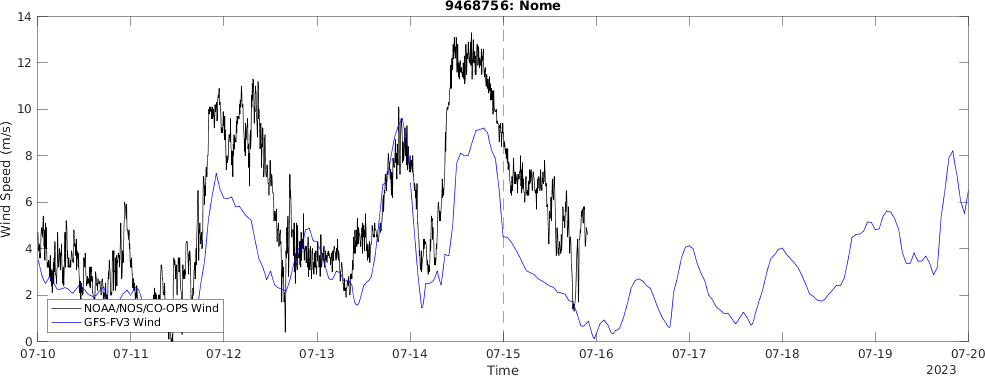 9468756: Nome
14
12
10
8
6
4
2
0
Wind Speed (m/s)
NOAA/NOS/CO-OPS Wind
GFS-FV3 Wind
07-10 07-11 07-12 07-13 07-14 07-15 07-16 07-17 07-18 07-19 07-20
Time
2023